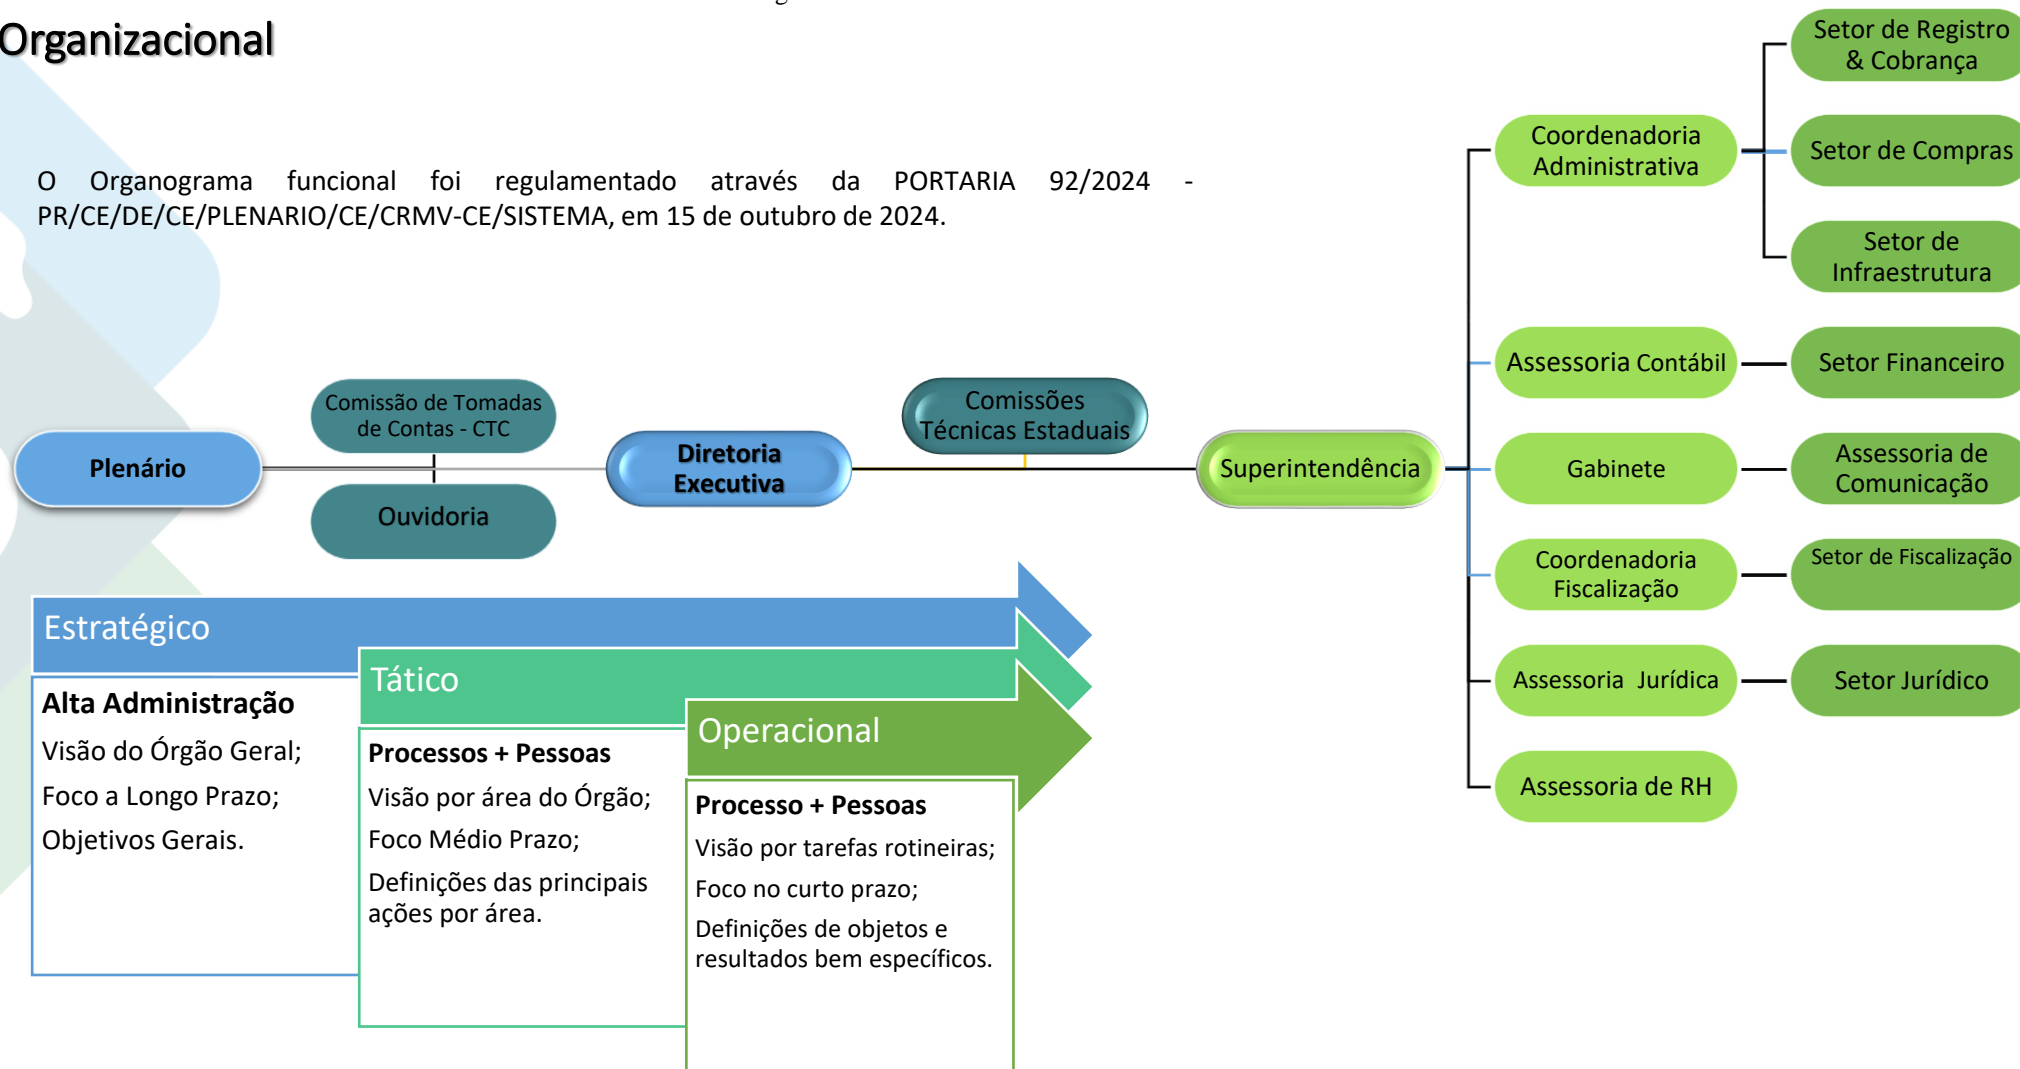 Organizacional
O Organograma funcional foi regulamentado através da PORTARIA 92/2024 -
PR/CE/DE/CE/PLENARIO/CE/CRMV-CE/SISTEMA, em 15 de outubro de 2024.
Plenário
Comissão de Tomadas
de Contas - CTC
Ouvidoria
Diretoria
Executiva
Comissões
Técnicas Estaduais
Superintendência
Coordenadoria
Administrativa
Setor de Registro
& Cobrança
Setor de Compras
Setor de
Infraestrutura
Assessoria Contábil
Setor Financeiro
Gabinete
Assessoria de
Comunicação
Coordenadoria
Fiscalização
Setor de Fiscalização
Assessoria Jurídica
Setor Jurídico
Assessoria de RH
Estratégico
Alta Administração
Visão do Órgão Geral;
Foco a Longo Prazo;
Objetivos Gerais.
Tático
Processos + Pessoas
Visão por área do Órgão;
Foco Médio Prazo;
Definições das principais
ações por área.
Operacional
Processo + Pessoas
Visão por tarefas rotineiras;
Foco no curto prazo;
Definições de objetos e
resultados bem específicos.